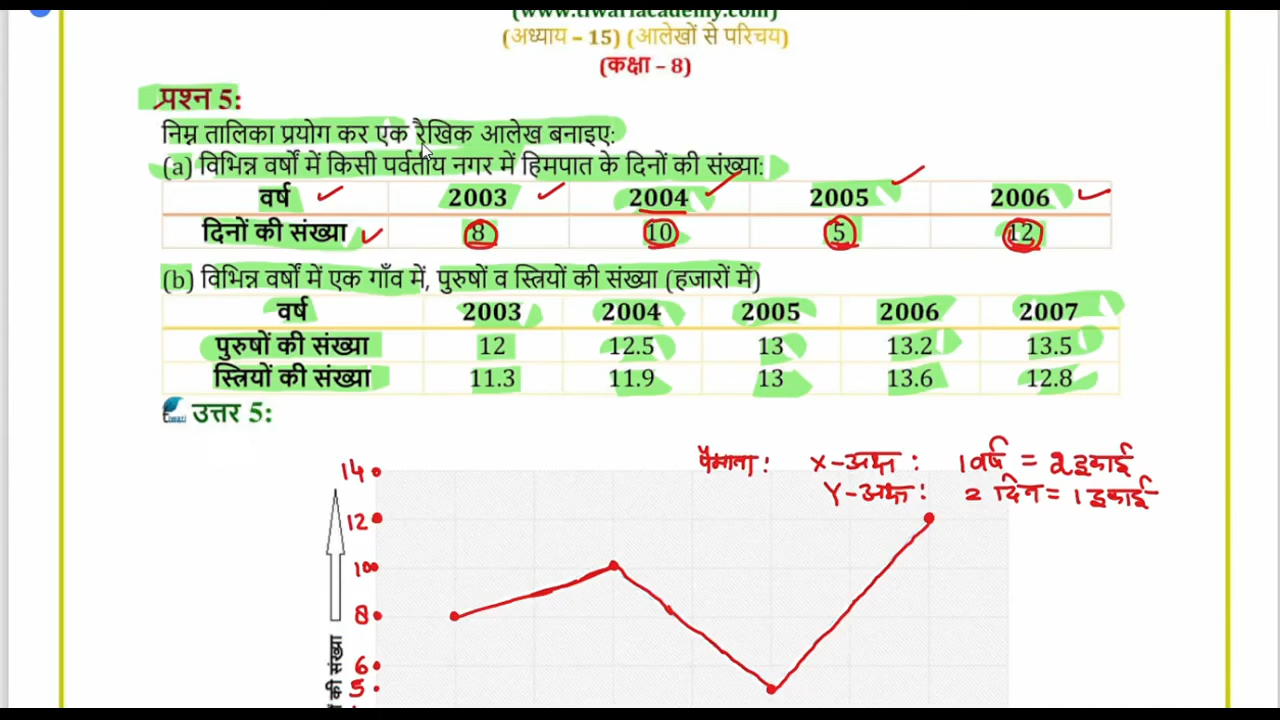 (www.tiwariacademy.com)
(अध्याय – 15) (आलेखों से परिचय)
(कक्षा – 8)
प्रश्न 5:
निम्न तालिका प्रयोग कर एक रैखिक आलेख बनाइए:
(a) विभिन्न वर्षों में किसी पर्वतीय नगर में हिमपात के दिनों की संख्या:
वर्ष 2003 2004 2005 2006
दिनों की संख्या 8 10 5 12
(b) विभिन्न वर्षों में एक गाँव में, पुरुषों व स्त्रियों की संख्या (हजारों में)
वर्ष 2003 2004 2005 2006 2007
पुरुषों की संख्या 12 12.5 13 13.2 13.5
स्त्रियों की संख्या 11.3 11.9 13 13.6 12.8
उत्तर 5:
पैमाना : X-अक्ष : 1 वर्ष = 2 इकाई
Y-अक्ष : 2 दिन = 1 इकाई
14
12
10
8
6
5
की संख्या